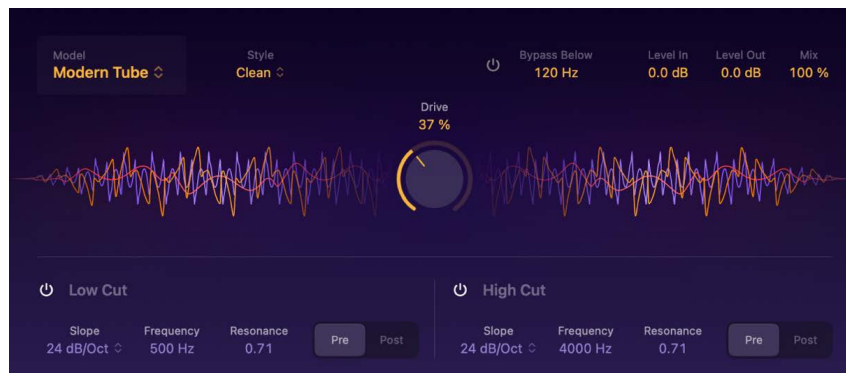 Model Style Bypass Below Level In Level Out Mix
Modern Tube Clean 120 Hz 0.0 dB 0.0 dB 100 %
Drive
37 %
Low Cut High Cut
Slope Frequency Resonance Pre Post Slope Frequency Resonance Pre Post
24 dB/Oct 500 Hz 0.71 24 dB/Oct 4000 Hz 0.71